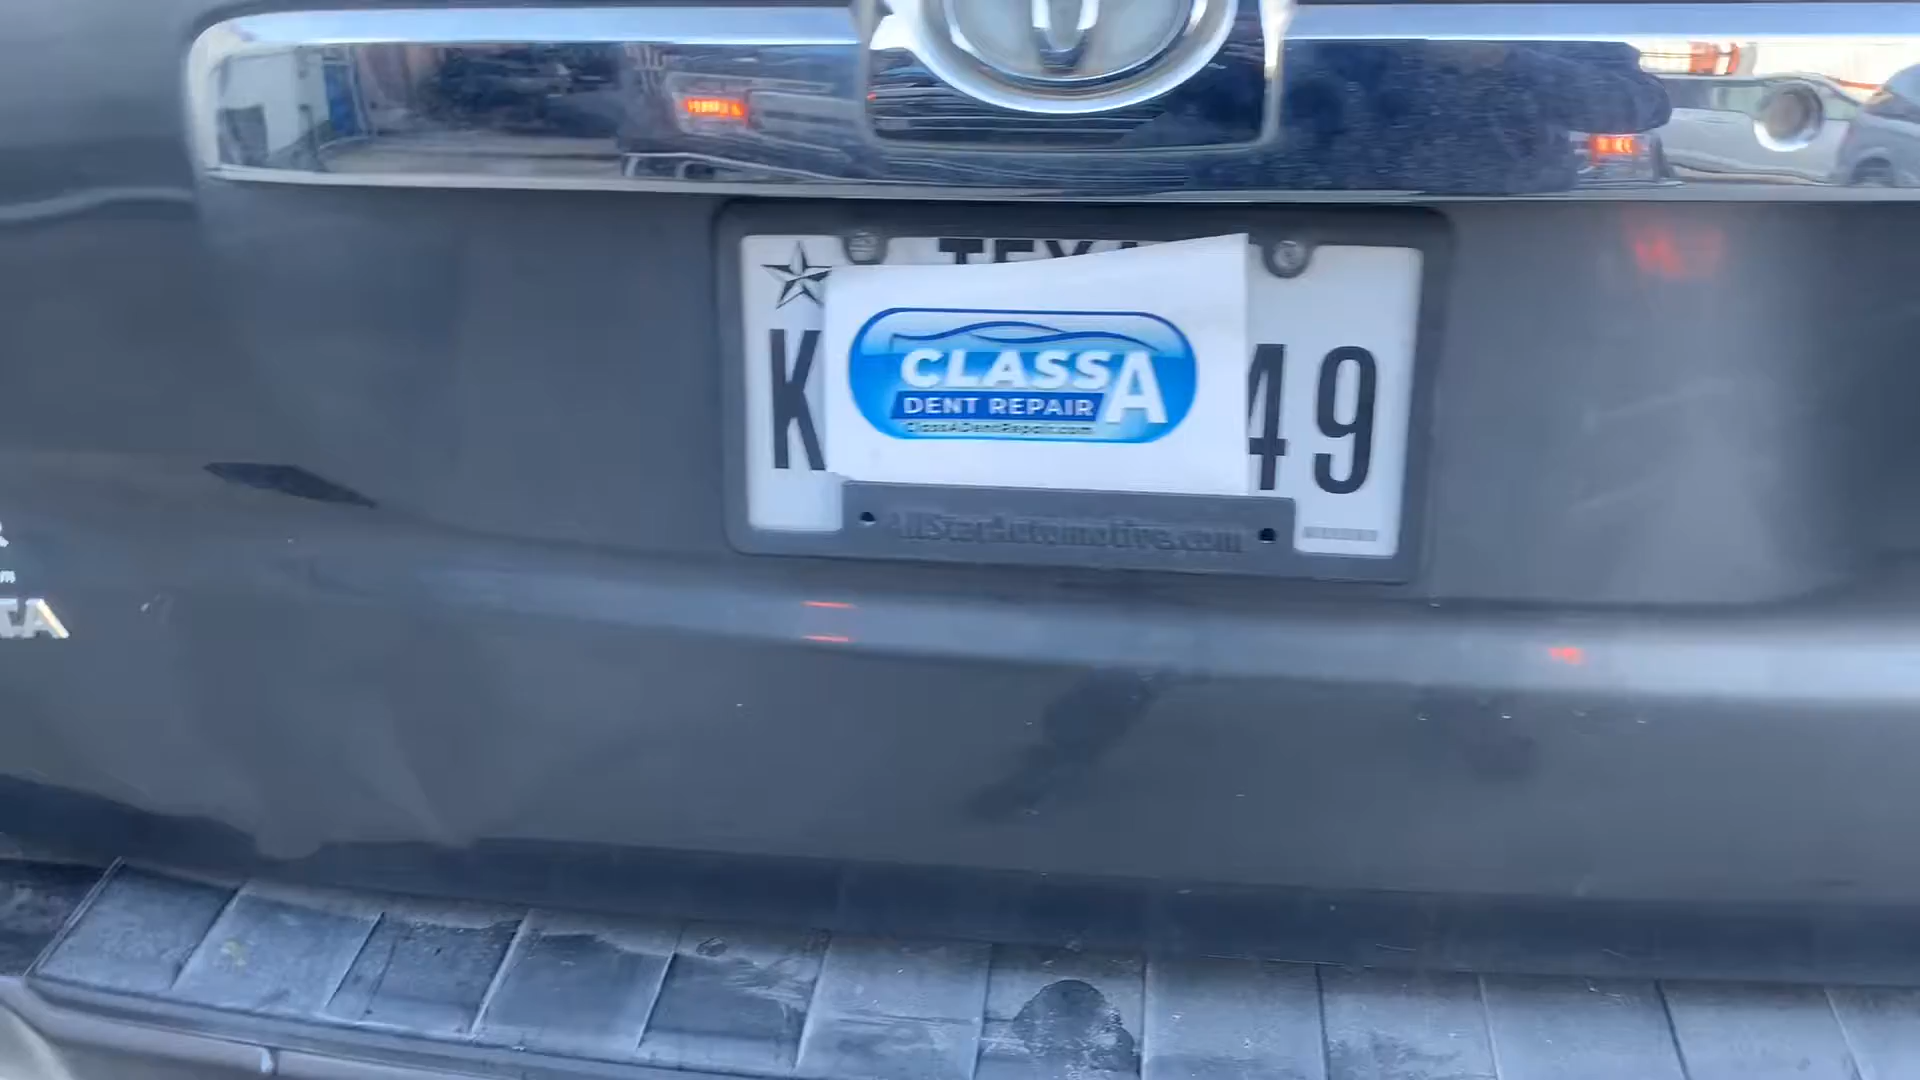 K
CLASS A
DENT REPAIR
ClassADentRepair.com
49
AllStarAutomotive.com